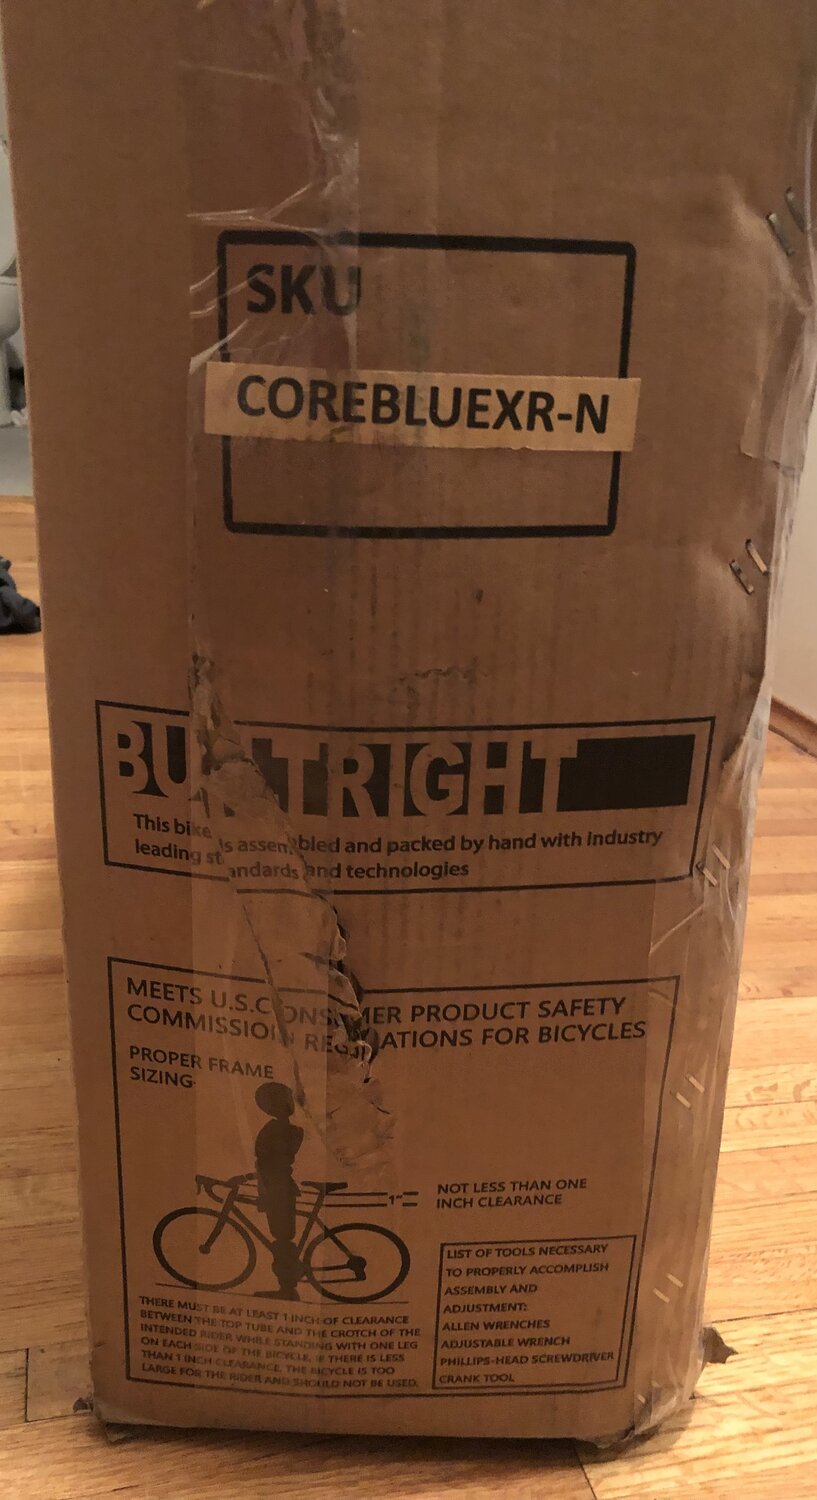 SKU
COREBLUEXR-N
BUILTRIGHT
This bike is assembled and packed by hand with industry
leading standards and technologies
MEETS U.S.CONSUMER PRODUCT SAFETY
COMMISSION REGULATIONS FOR BICYCLES
PROPER FRAME
SIZING
1"
NOT LESS THAN ONE
INCH CLEARANCE
THERE MUST BE AT LEAST 1 INCH OF CLEARANCE
BETWEEN THE TOP TUBE AND THE CROTCH OF THE
INTENDED RIDER WHILE STANDING WITH ONE LEG
ON EACH SIDE OF THE BICYCLE, IF THERE IS LESS
THAN 1 INCH CLEARANCE, THE BICYCLE IS TOO
LARGE FOR THE RIDER AND SHOULD NOT BE USED.
LIST OF TOOLS NECESSARY
TO PROPERLY ACCOMPLISH
ASSEMBLY AND
ADJUSTMENT:
ALLEN WRENCHES
ADJUSTABLE WRENCH
PHILLIPS-HEAD SCREWDRIVER
CRANK TOOL